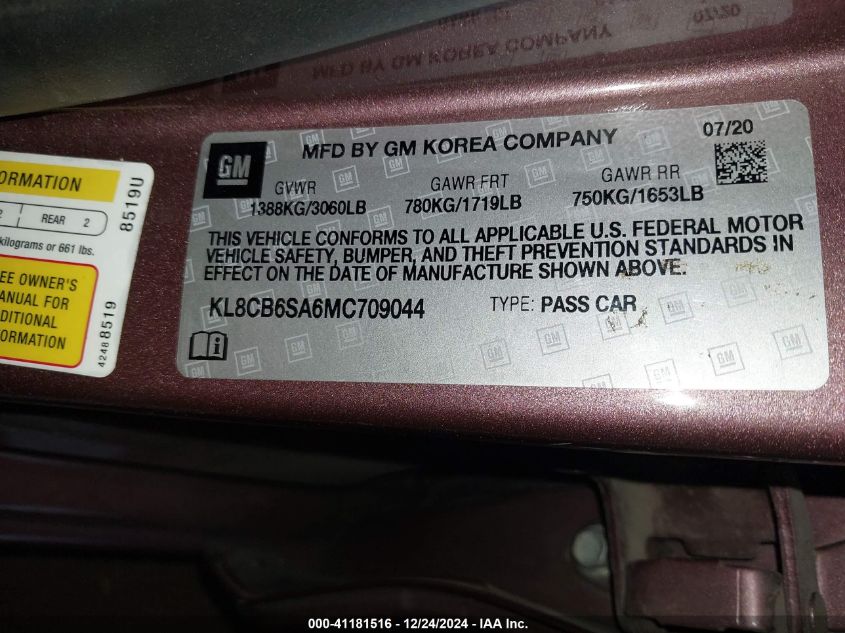 MFD BY GM KOREA COMPANY
07/20
GM
GVWR
1388KG/3060LB
GAWR FRT
780KG/1719LB
GAWR RR
750KG/1653LB
THIS VEHICLE CONFORMS TO ALL APPLICABLE U.S. FEDERAL MOTOR
VEHICLE SAFETY, BUMPER, AND THEFT PREVENTION STANDARDS IN
EFFECT ON THE DATE OF MANUFACTURE SHOWN ABOVE.
KL8CB6SA6MC709044
TYPE: PASS CAR
ORMATION
2 REAR 2
kilograms or 661 lbs.
EE OWNER'S
ANUAL FOR
DITIONAL
FORMATION
8519U
42488519
000-41181516 - 12/24/2024 - IAA Inc.